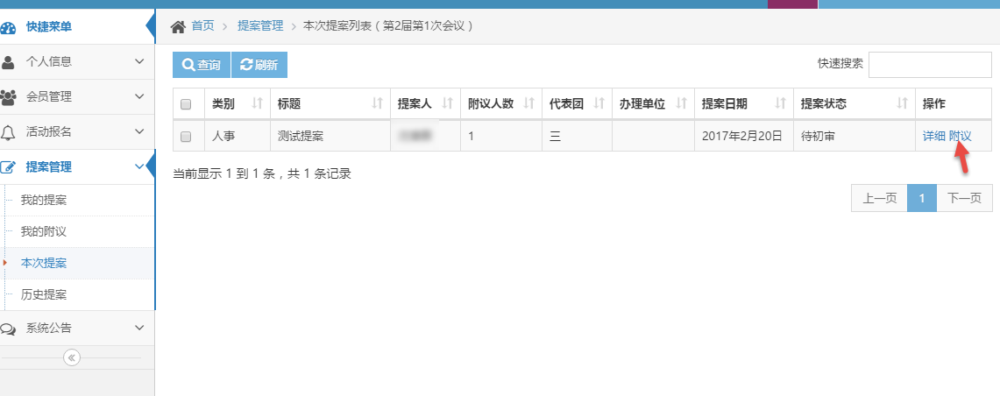 快捷菜单
个人信息
会员管理
活动报名
提案管理
我的提案
我的附议
本次提案
历史提案
系统公告
首页 提案管理 本次提案列表（第2届第1次会议）
查询 刷新 快速搜索
类别 标题 提案人 附议人数 代表团 办理单位 提案日期 提案状态 操作
人事 测试提案 1 三 2017年2月20日 待初审 详细 附议
当前显示 1 到 1 条，共 1 条记录
上一页 1 下一页